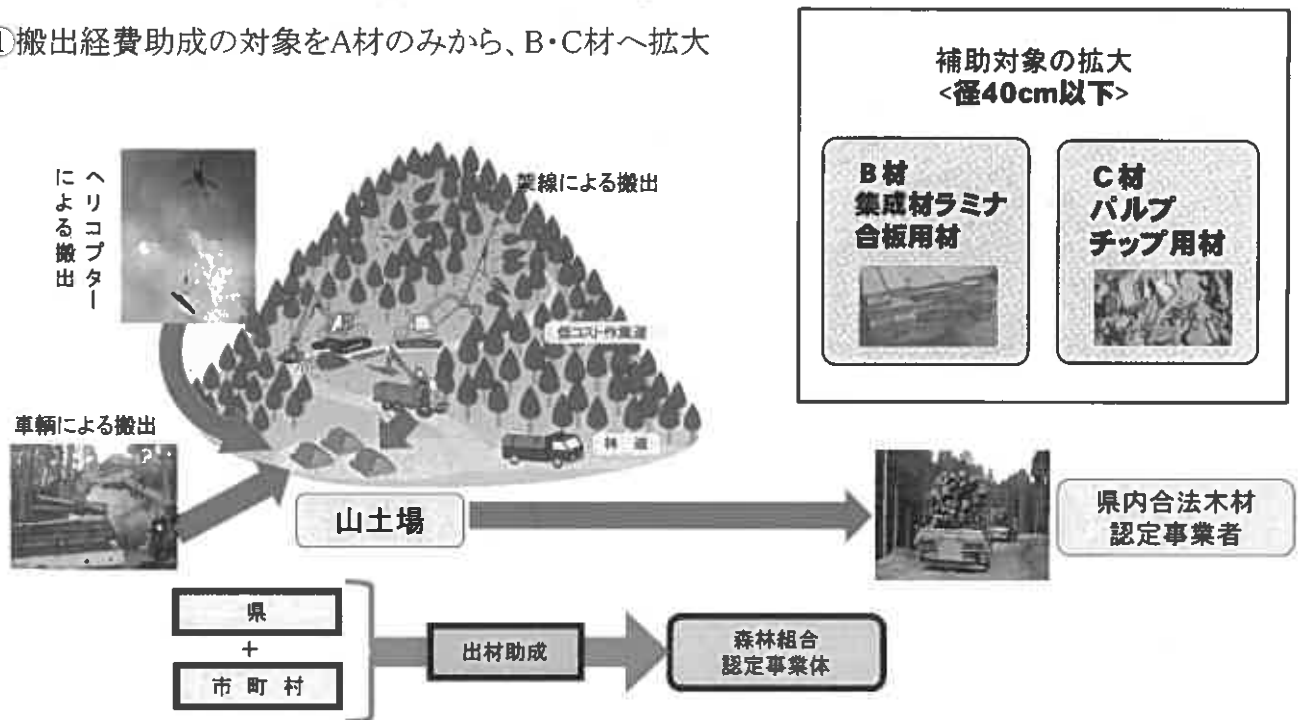 ①搬出経費助成の対象をA材のみから、B・C材へ拡大
補助対象の拡大
<径40cm以下>
B材
集成材ラミナ
合板用材
C材
パルプ
チップ用材
ヘリコプター
による搬出
架線による搬出
低コスト作業道
車輌による搬出
林道
山土場
県内合法木材
認定事業者
県
+
市町村
出材助成
森林組合
認定事業体